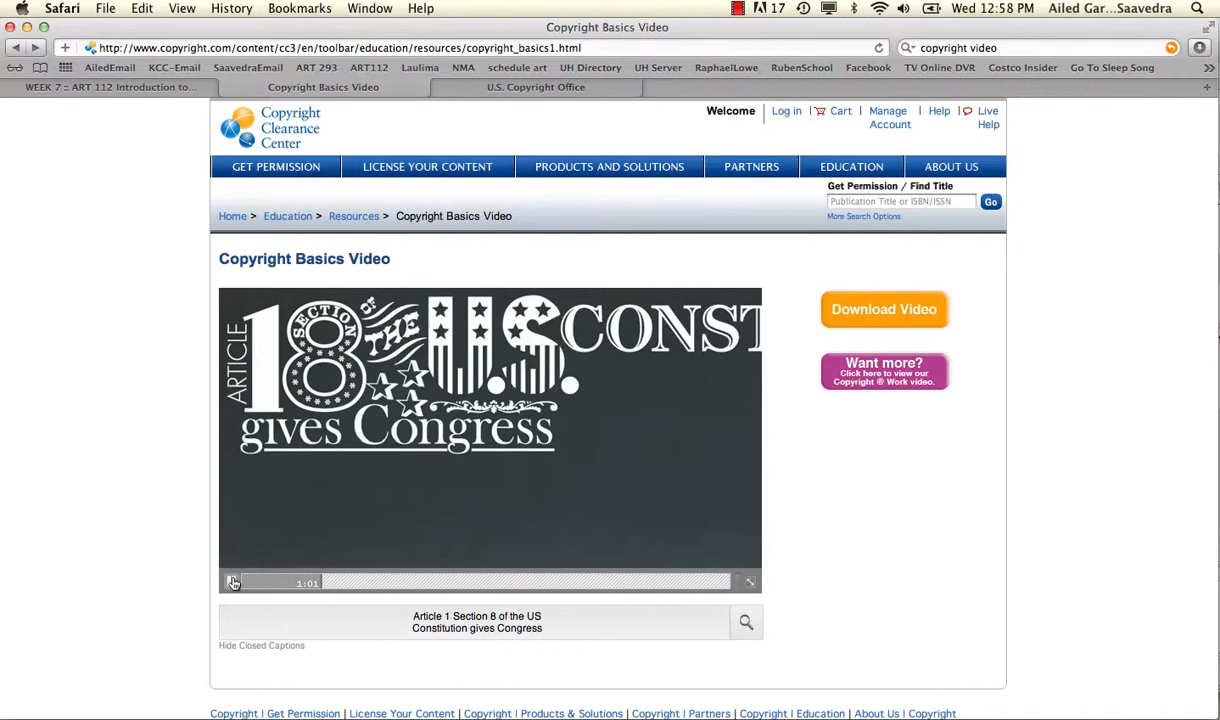 Safari File Edit View History Bookmarks Window Help 17 Wed 12:58 PM Ailed Gar...Saavedra
Copyright Basics Video
http://www.copyright.com/content/cc3/en/toolbar/education/resources/copyright_basics1.html copyright video
AiledEmail KCC-Email SaavedraEmail ART 293 ART112 Laulima NMA schedule art UH Directory UH Server RaphaelLowe RubenSchool Facebook TV Online DVR Costco Insider Go To Sleep Song
WEEK 7 :: ART 112 Introduction to... Copyright Basics Video U.S. Copyright Office
Copyright
Clearance
Center
Welcome Log in Cart Manage Account Help Live Help
GET PERMISSION LICENSE YOUR CONTENT PRODUCTS AND SOLUTIONS PARTNERS EDUCATION ABOUT US
Get Permission / Find Title
Publication Title or ISBN/ISSN Go
More Search Options
Home > Education > Resources > Copyright Basics Video
Copyright Basics Video
ARTICLE 1 SECTION 8 OF THE U.S. CONST
gives Congress
1:01
Download Video
Want more?
Click here to view our
Copyright @ Work video.
Article 1 Section 8 of the US
Constitution gives Congress
Hide Closed Captions
Copyright | Get Permission | License Your Content | Copyright | Products & Solutions | Copyright | Partners | Copyright | Education | About Us | Copyright